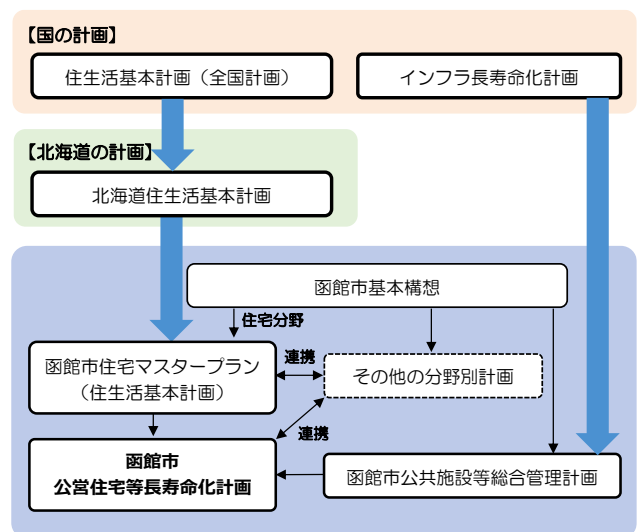 【国の計画】
住生活基本計画（全国計画）
インフラ長寿命化計画
【北海道の計画】
北海道住生活基本計画
函館市基本構想
住宅分野
函館市住宅マスタープラン
（住生活基本計画）
連携
その他の分野別計画
連携
函館市
公営住宅等長寿命化計画
函館市公共施設等総合管理計画